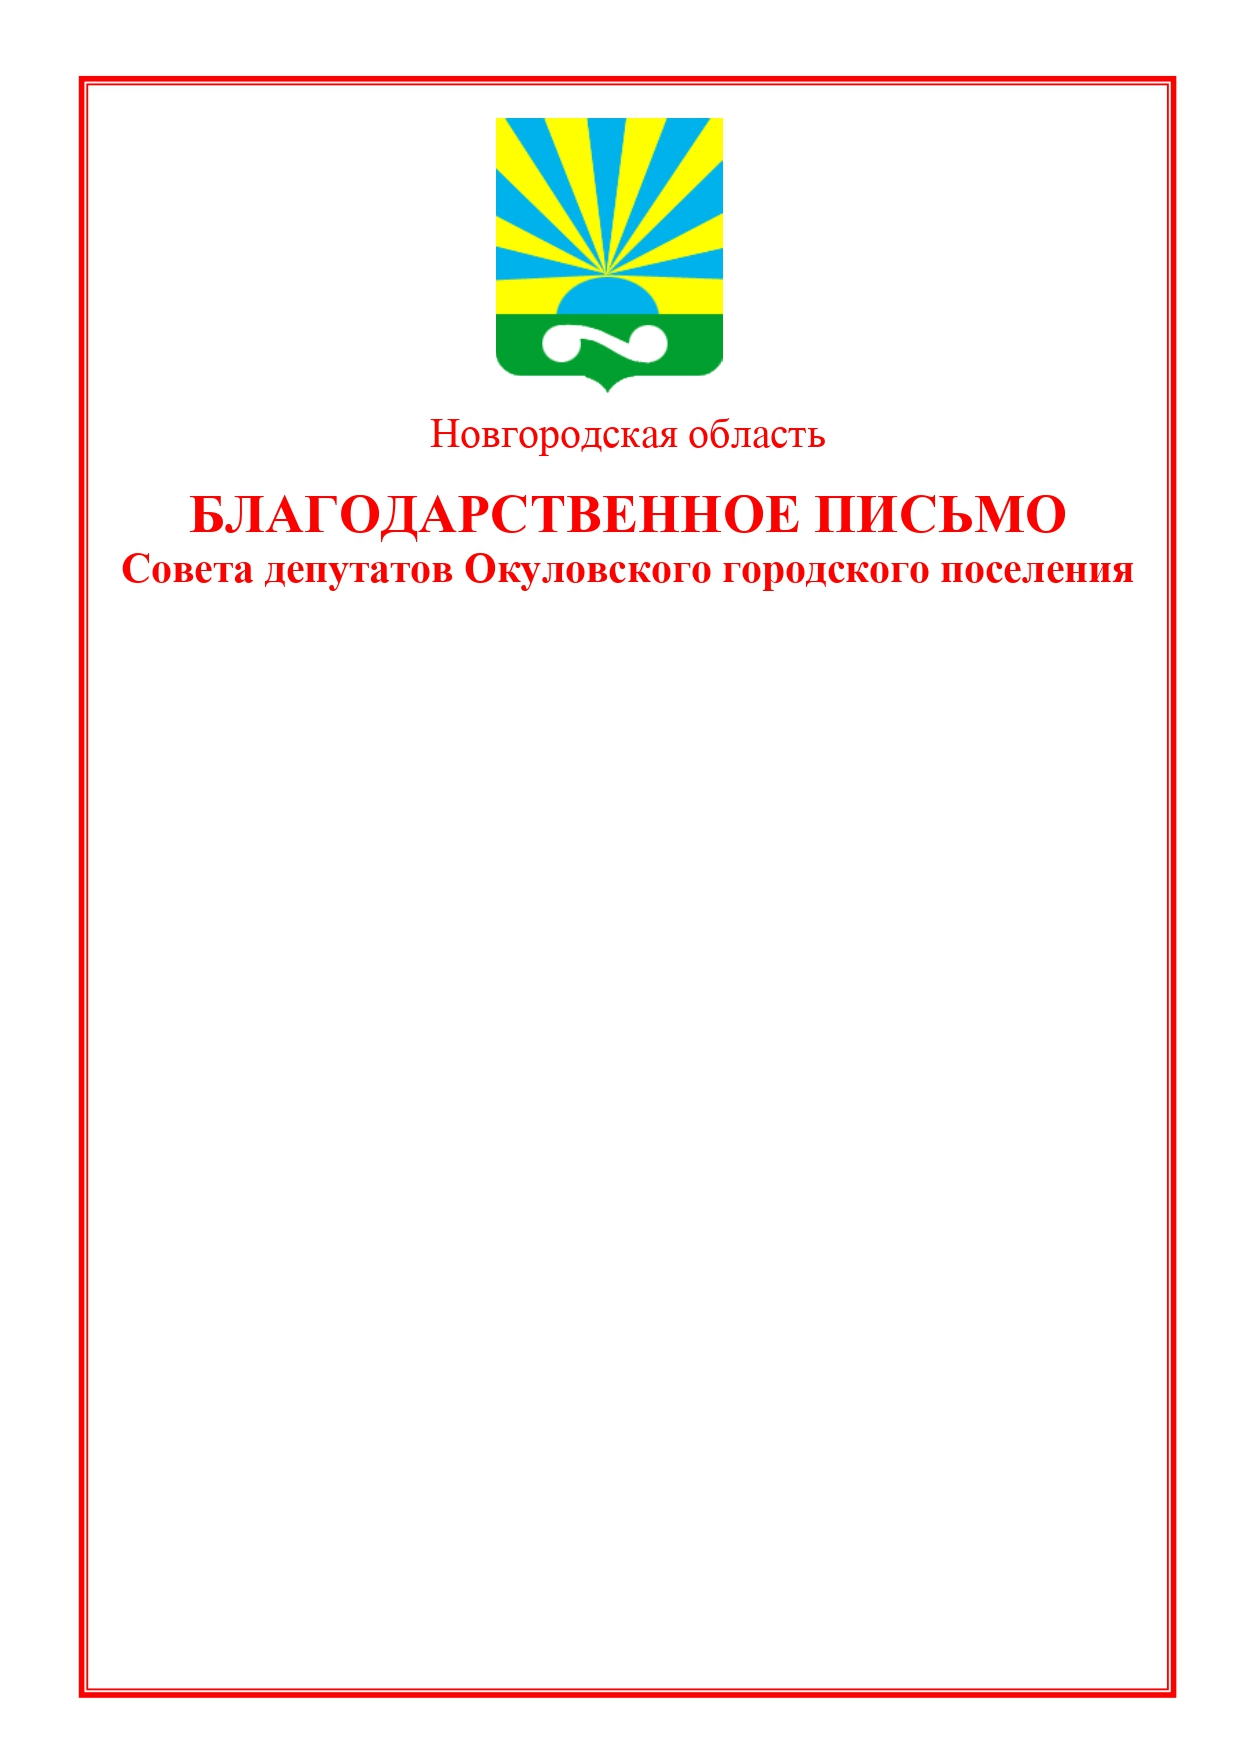 Новгородская область
БЛАГОДАРСТВЕННОЕ ПИСЬМО
Совета депутатов Окуловского городского поселения